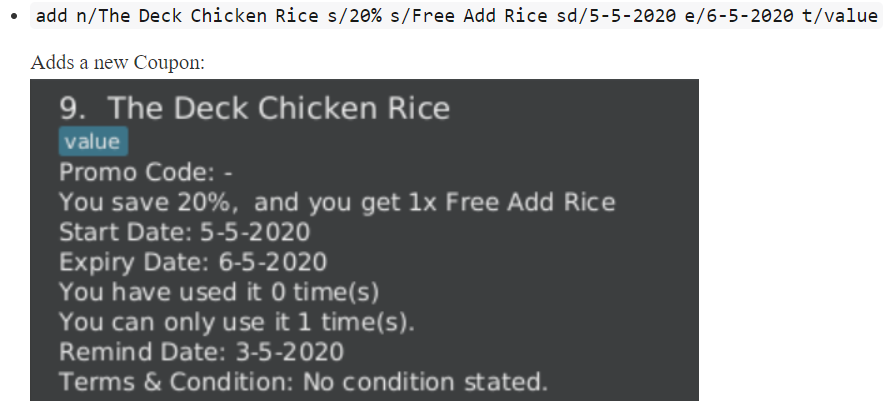 add n/The Deck Chicken Rice s/20% s/Free Add Rice sd/5-5-2020 e/6-5-2020 t/value
Adds a new Coupon:
9. The Deck Chicken Rice
value
Promo Code: -
You save 20%, and you get 1x Free Add Rice
Start Date: 5-5-2020
Expiry Date: 6-5-2020
You have used it 0 time(s)
You can only use it 1 time(s).
Remind Date: 3-5-2020
Terms & Condition: No condition stated.